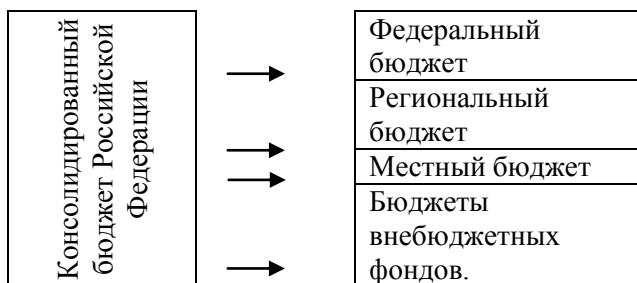 Консолидированный
бюджет Российской
Федерации
Федеральный
бюджет
Региональный
бюджет
Местный бюджет
Бюджеты
внебюджетных
фондов.